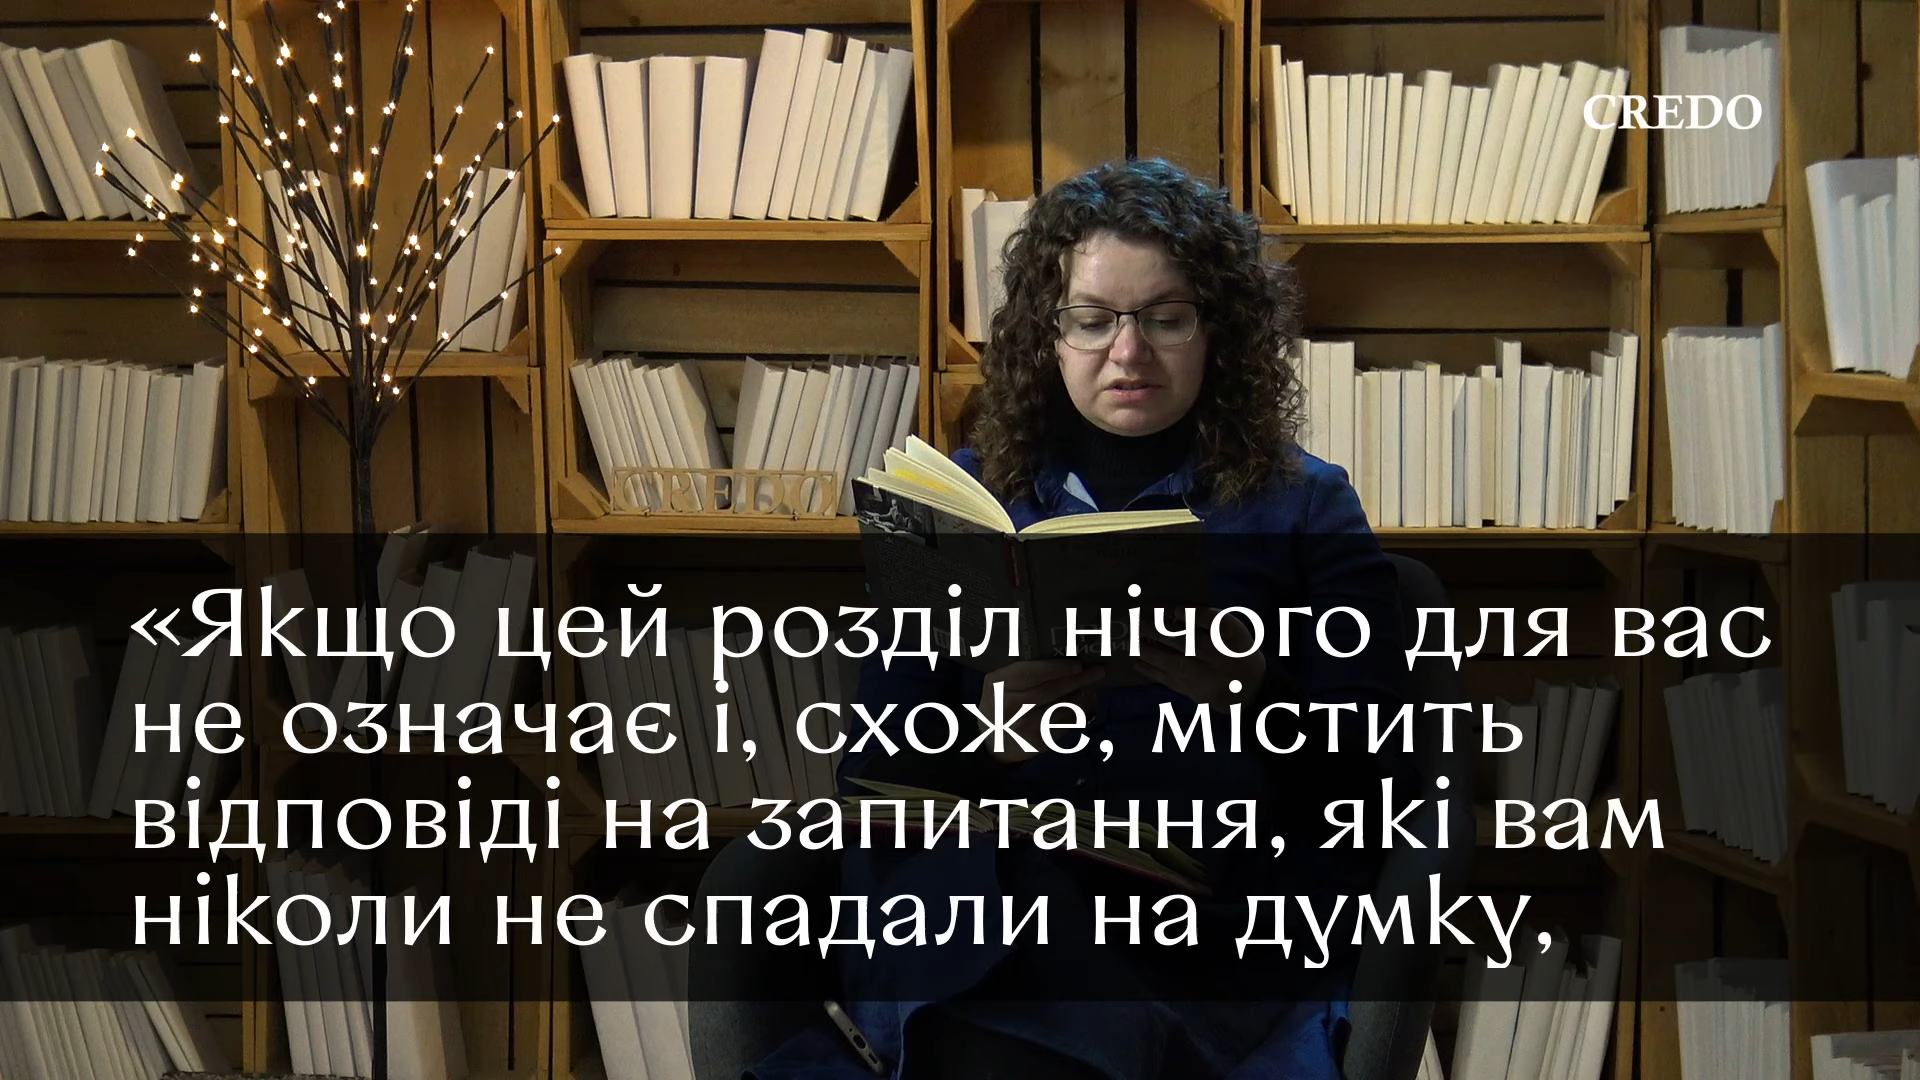 CREDO
CREDO
«Якщо цей розділ нічого для вас
не означає і, схоже, містить
відповіді на запитання, які вам
ніколи не спадали на думку,